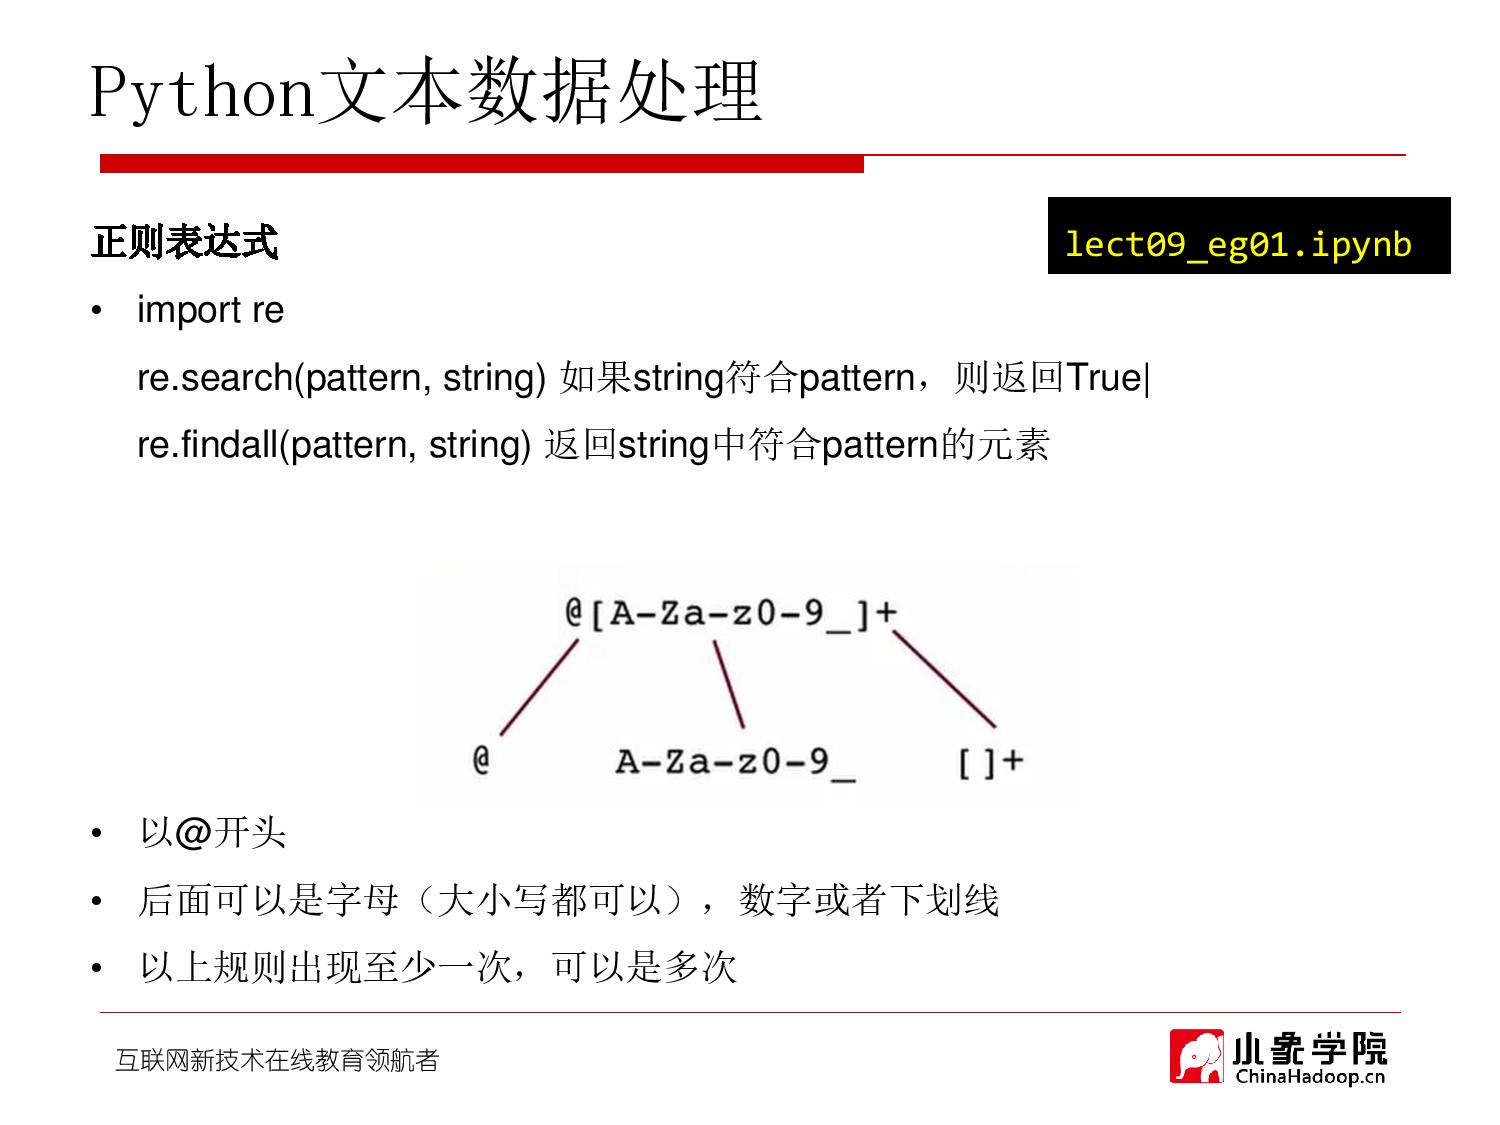 Python文本数据处理
正则表达式
lect09_eg01.ipynb
• import re
re.search(pattern, string) 如果string符合pattern，则返回True|
re.findall(pattern, string) 返回string中符合pattern的元素
@[A-Za-z0-9_]+
@ A-Za-z0-9_ []+
• 以@开头
• 后面可以是字母（大小写都可以），数字或者下划线
• 以上规则出现至少一次，可以是多次
互联网新技术在线教育领航者
小象学院
ChinaHadoop.cn